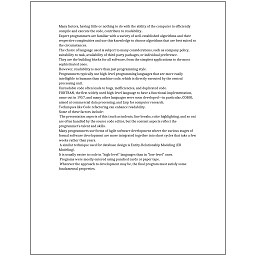 Many factors, having little or nothing to do with the ability of the computer to efficiently
compile and execute the code, contribute to readability.
Expert programmers are familiar with a variety of well-established algorithms and their
respective complexities and use this knowledge to choose algorithms that are best suited to
the circumstances.
The choice of language used is subject to many considerations, such as company policy,
suitability to task, availability of third-party packages, or individual preference.
They are the building blocks for all software, from the simplest applications to the most
sophisticated ones.
However, readability is more than just programming style.
Programmers typically use high-level programming languages that are more easily
intelligible to humans than machine code, which is directly executed by the central
processing unit.
Unreadable code often leads to bugs, inefficiencies, and duplicated code.
FORTRAN, the first widely used high-level language to have a functional implementation,
came out in 1957, and many other languages were soon developed—in particular, COBOL
aimed at commercial data processing, and Lisp for computer research.
Techniques like Code refactoring can enhance readability.
Some of these factors include:
The presentation aspects of this (such as indents, line breaks, color highlighting, and so on)
are often handled by the source code editor, but the content aspects reflect the
programmer's talent and skills.
Many programmers use forms of Agile software development where the various stages of
formal software development are more integrated together into short cycles that take a few
weeks rather than years.
A similar technique used for database design is Entity-Relationship Modeling (ER
Modeling).
It is usually easier to code in "high-level" languages than in "low-level" ones.
Programs were mostly entered using punched cards or paper tape.
Whatever the approach to development may be, the final program must satisfy some
fundamental properties.